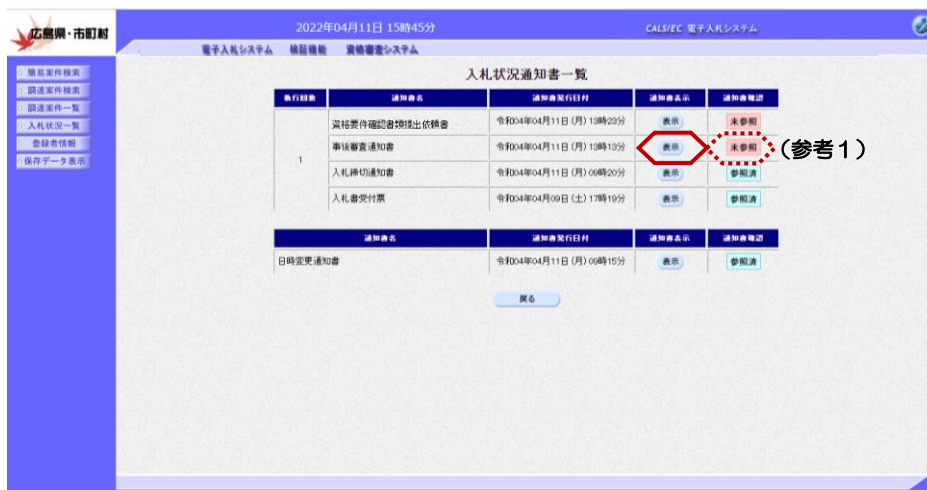 広島県・市町村
2022年04月11日 15時45分
CALS/EC 電子入札システム
電子入札システム 検証機能 資格審査システム
簡易案件検索
調達案件検索
調達案件一覧
入札状況一覧
登録者情報
保存データ表示
入札状況通知書一覧
執行回数 通知書名 通知書発行日付 通知書表示 通知書確認
1
資格要件確認書類提出依頼書 令和04年04月11日(月)13時23分 表示 未参照
事後審査通知書 令和04年04月11日(月)13時13分 表示 未参照 (参考1)
入札締切通知書 令和04年04月11日(月)09時20分 表示 参照済
入札書受付票 令和04年04月09日(土)17時19分 表示 参照済
通知書名 通知書発行日付 通知書表示 通知書確認
日時変更通知書 令和04年04月11日(月)09時15分 表示 参照済
戻る